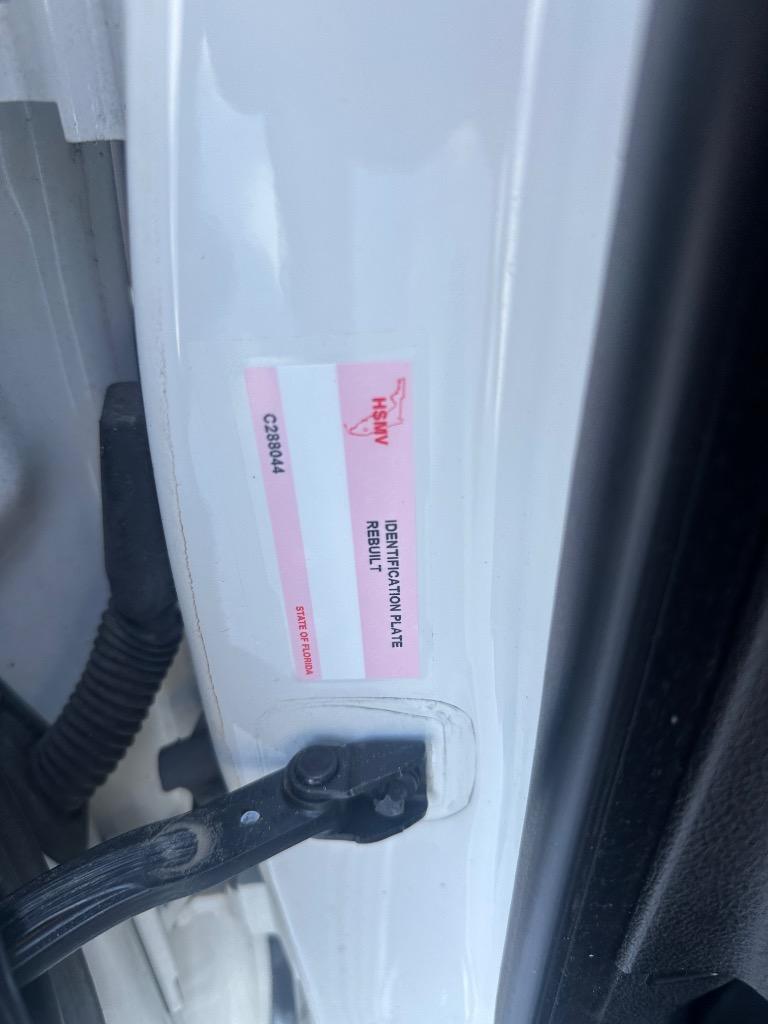 HSMV
IDENTIFICATION PLATE
REBUILT
C288044
STATE OF FLORIDA